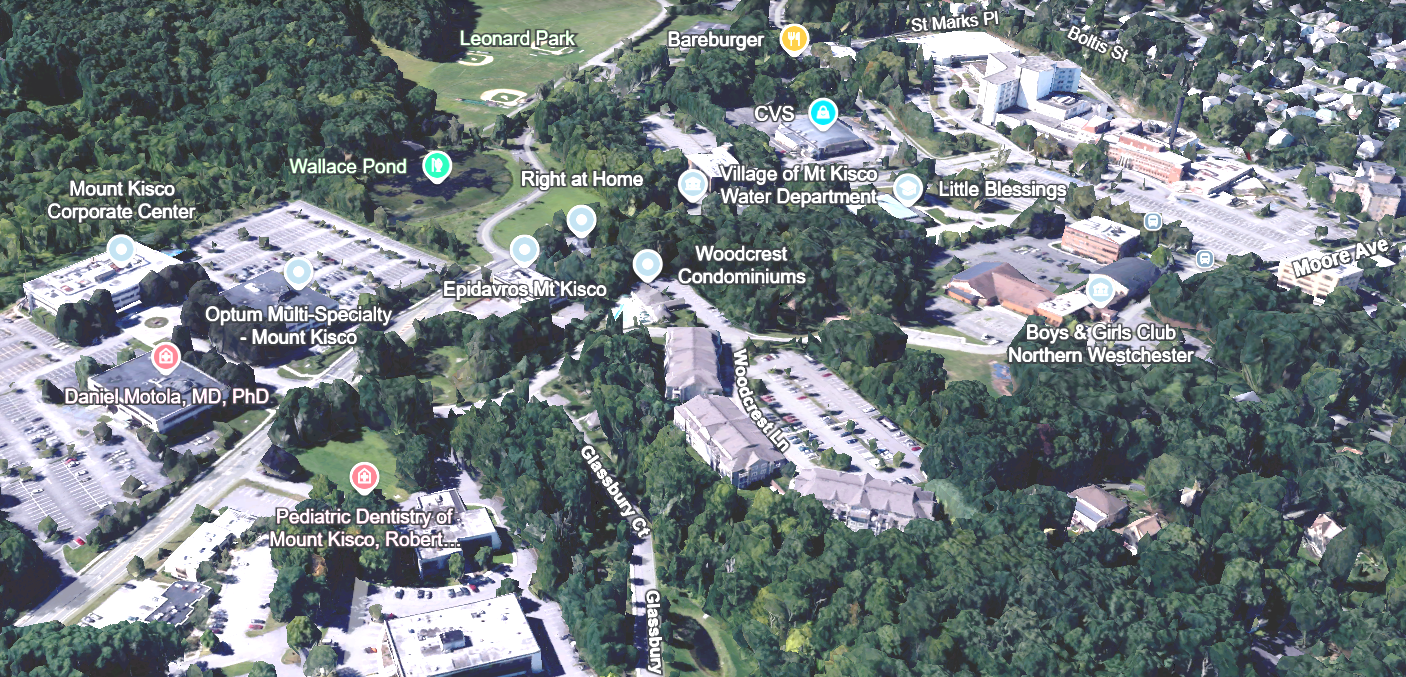 Leonard Park
Bareburger
St Marks Pl
Boltis St
CVS
Wallace Pond
Right at Home
Village of Mt Kisco
Water Department
Little Blessings
Mount Kisco
Corporate Center
Woodcrest
Condominiums
Moore Ave
Epidavros Mt Kisco
Optum Multi-Specialty
- Mount Kisco
Boys & Girls Club
Northern Westchester
Woodcrest Ln
Daniel Motola, MD, PhD
Glassbury Ct
Pediatric Dentistry of
Mount Kisco, Robert...
Glassbury